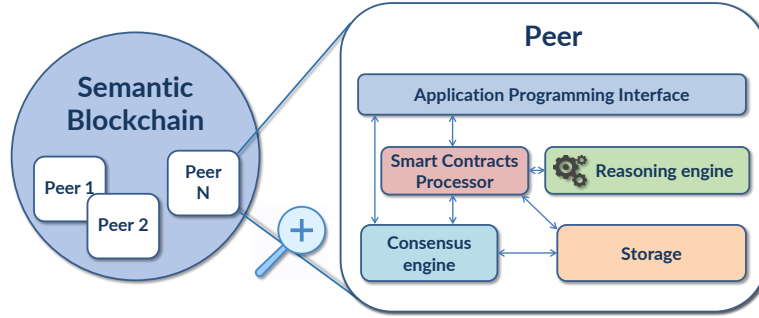 Semantic
Blockchain
Peer 1
Peer 2
Peer
N
Peer
Application Programming Interface
Smart Contracts
Processor
Reasoning engine
Consensus
engine
Storage